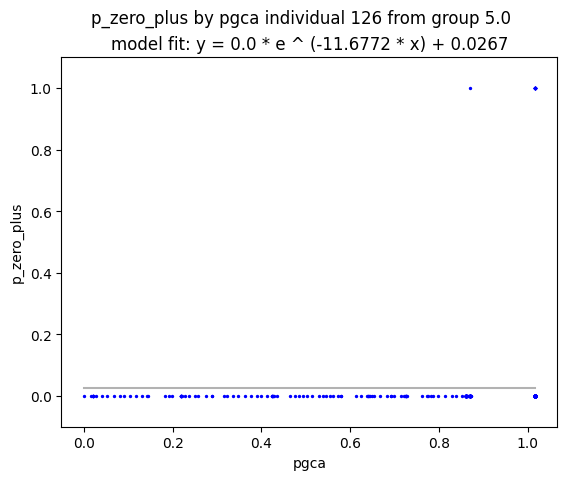 p_zero_plus by pgca individual 126 from group 5.0
model fit: y = 0.0 * e ^ (-11.6772 * x) + 0.0267
1.0
0.8
0.6
0.4
0.2
0.0
p_zero_plus
0.0 0.2 0.4 0.6 0.8 1.0
pgca